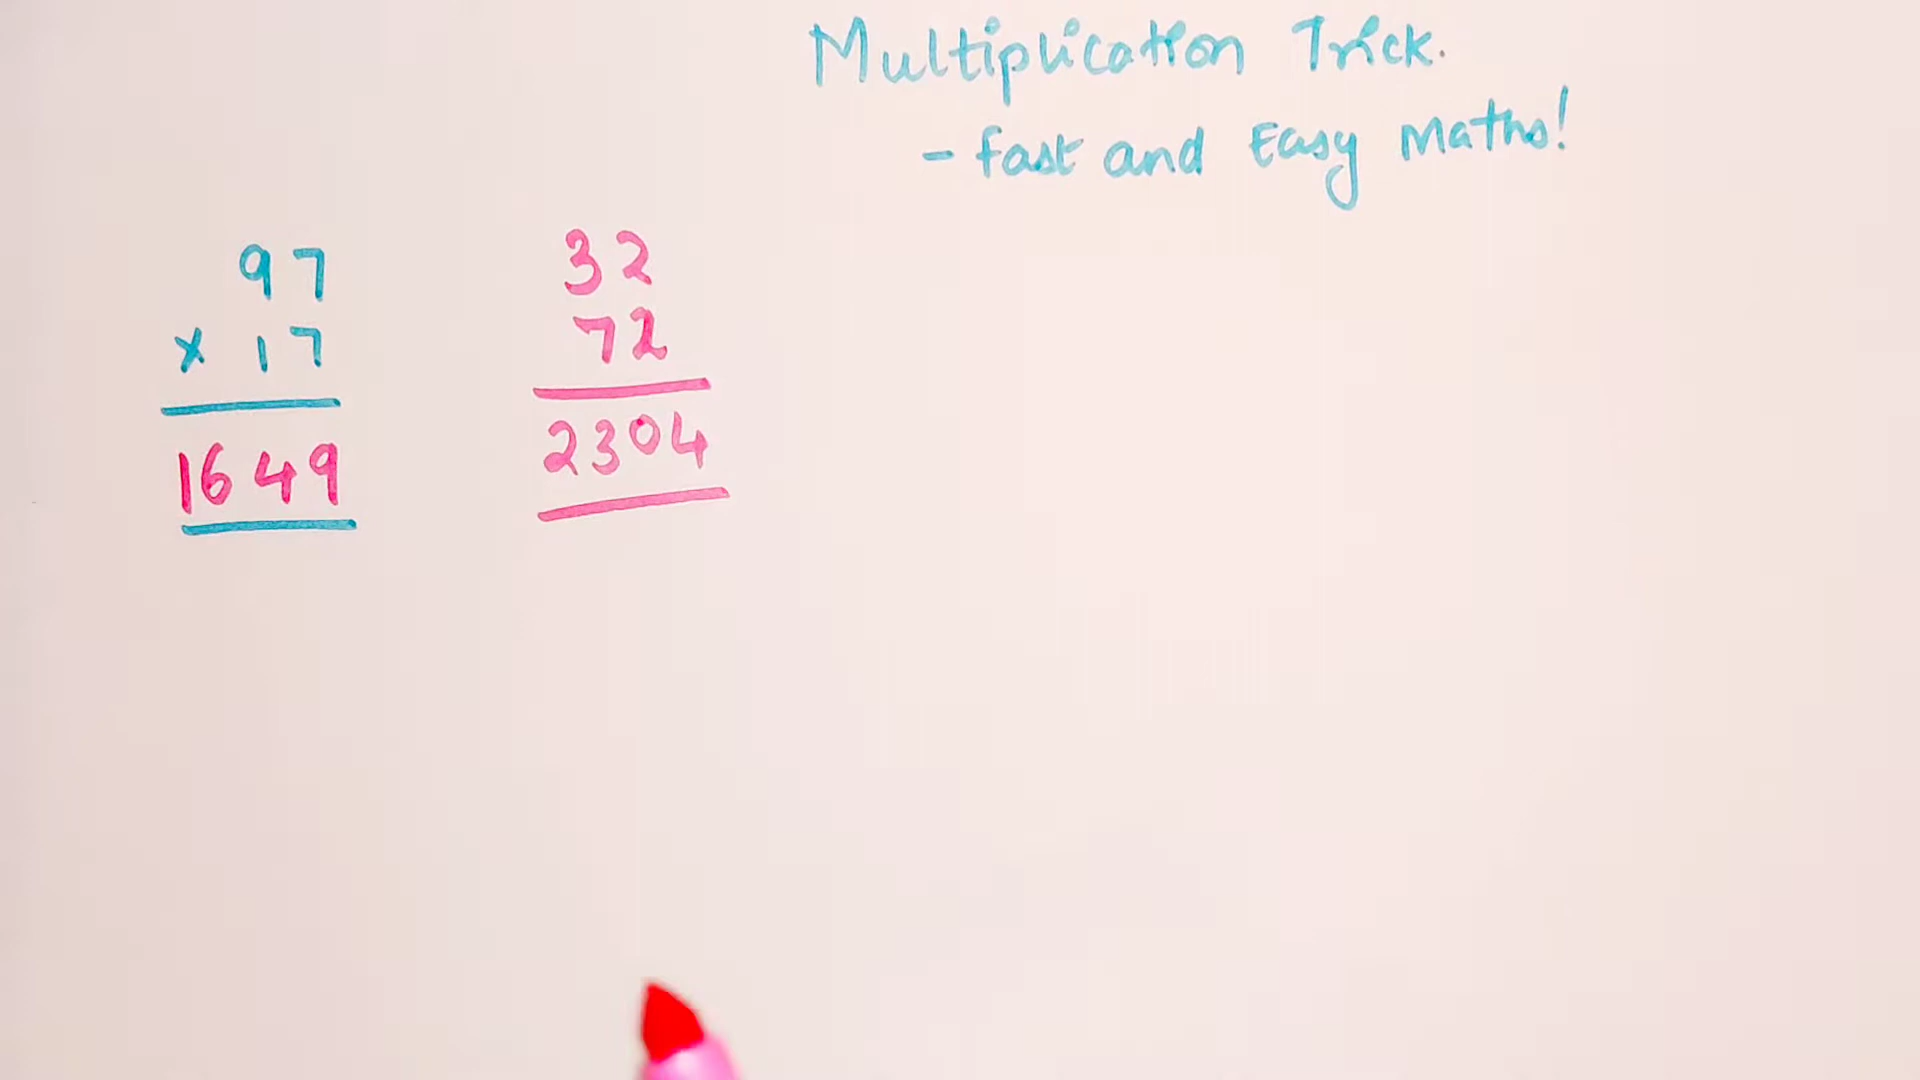 Multiplication Trick.
- Fast and Easy Maths!
97
x 17
1649
32
72
2304